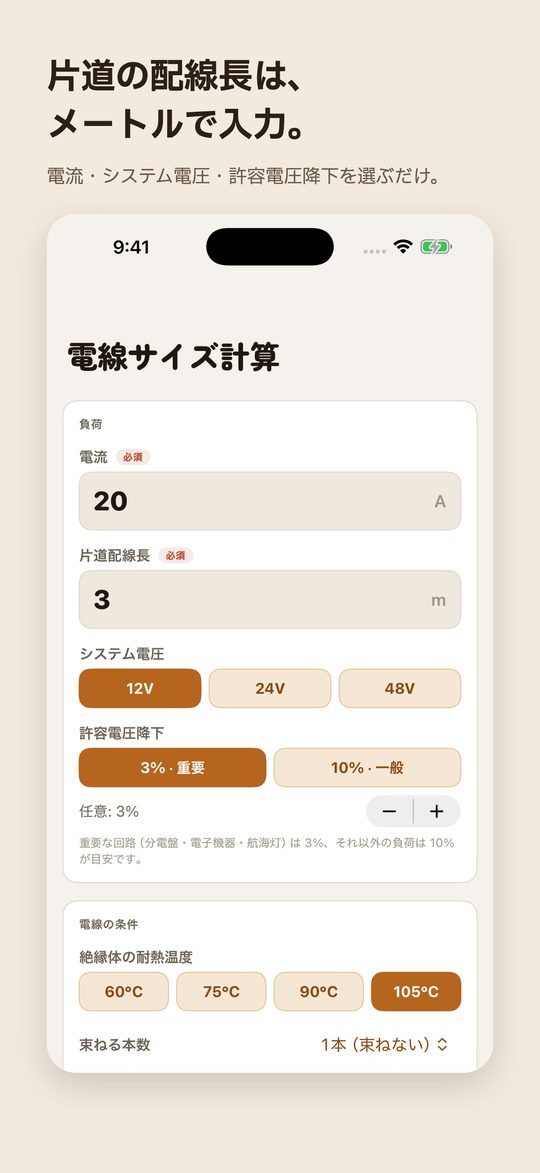 片道の配線長は、
メートルで入力。
電流・システム電圧・許容電圧降下を選ぶだけ。
9:41
電線サイズ計算
負荷
電流 必須
20 A
片道配線長 必須
3 m
システム電圧
12V 24V 48V
許容電圧降下
3% · 重要 10% · 一般
任意: 3% − +
重要な回路（分電盤・電子機器・航海灯）は 3%、それ以外の負荷は 10%
が目安です。
電線の条件
絶縁体の耐熱温度
60°C 75°C 90°C 105°C
束ねる本数 1本（束ねない）